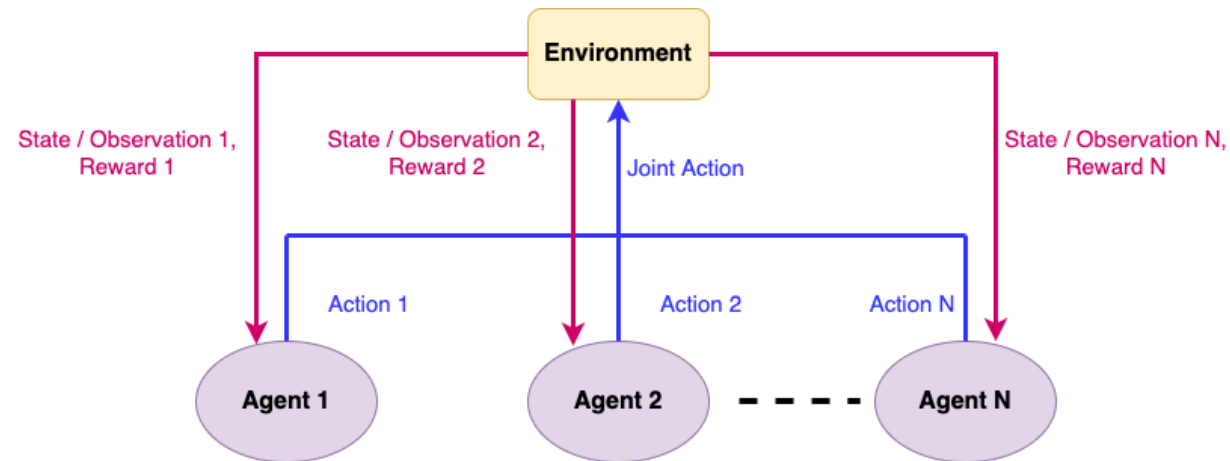 Environment
State / Observation 1,
Reward 1
State / Observation 2,
Reward 2
Joint Action
State / Observation N,
Reward N
Action 1
Action 2
Action N
Agent 1
Agent 2
Agent N